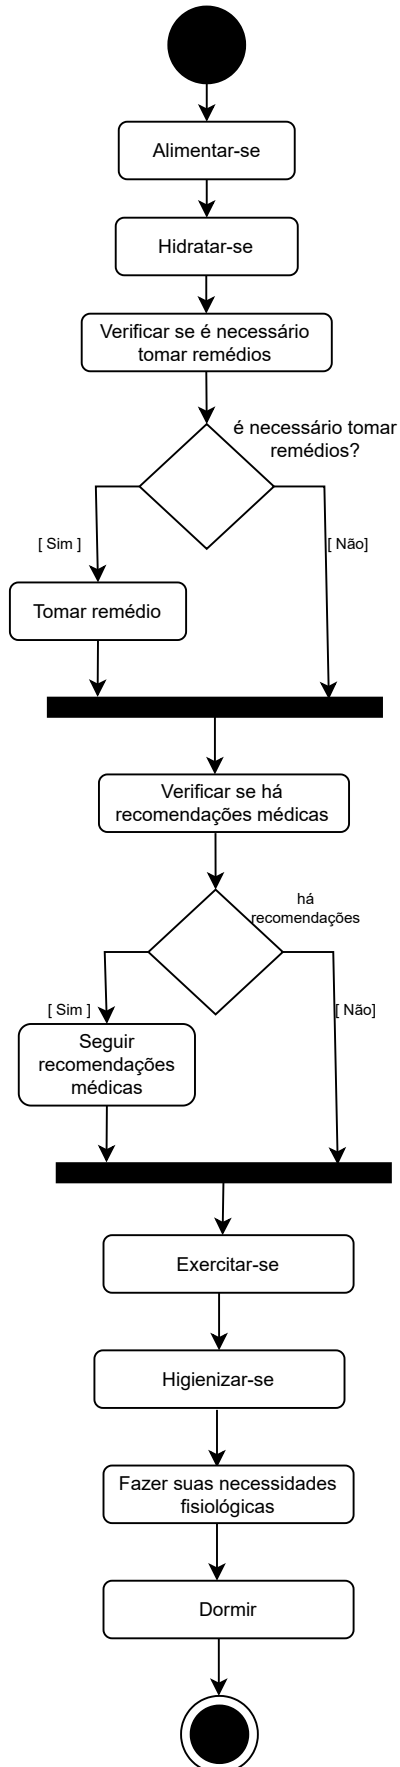 Alimentar-se
Hidratar-se
Verificar se é necessário
tomar remédios
é necessário tomar
remédios?
[ Sim ]
[ Não]
Tomar remédio
Verificar se há
recomendações médicas
há
recomendações
[ Sim ]
[ Não]
Seguir
recomendações
médicas
Exercitar-se
Higienizar-se
Fazer suas necessidades
fisiológicas
Dormir